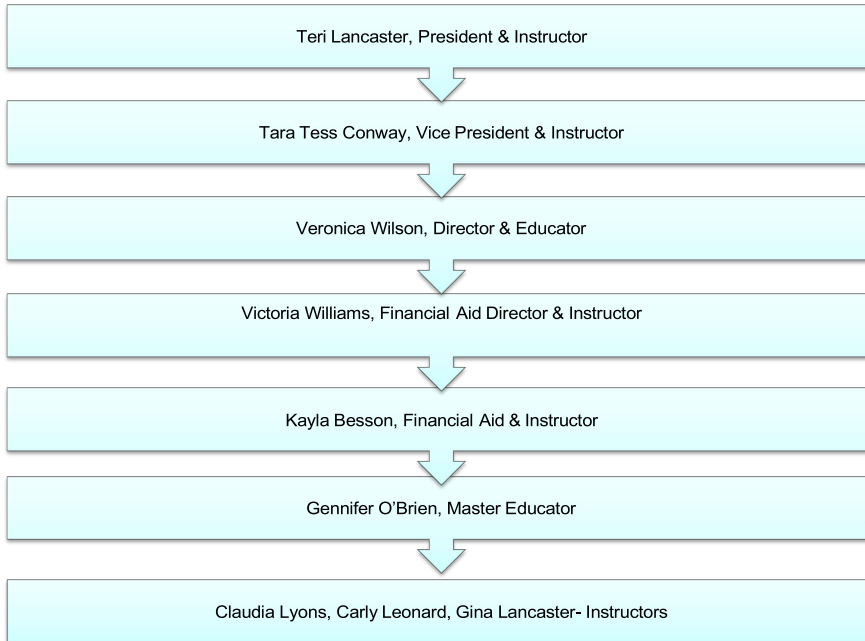 Teri Lancaster, President & Instructor
Tara Tess Conway, Vice President & Instructor
Veronica Wilson, Director & Educator
Victoria Williams, Financial Aid Director & Instructor
Kayla Besson, Financial Aid & Instructor
Gennifer O’Brien, Master Educator
Claudia Lyons, Carly Leonard, Gina Lancaster- Instructors